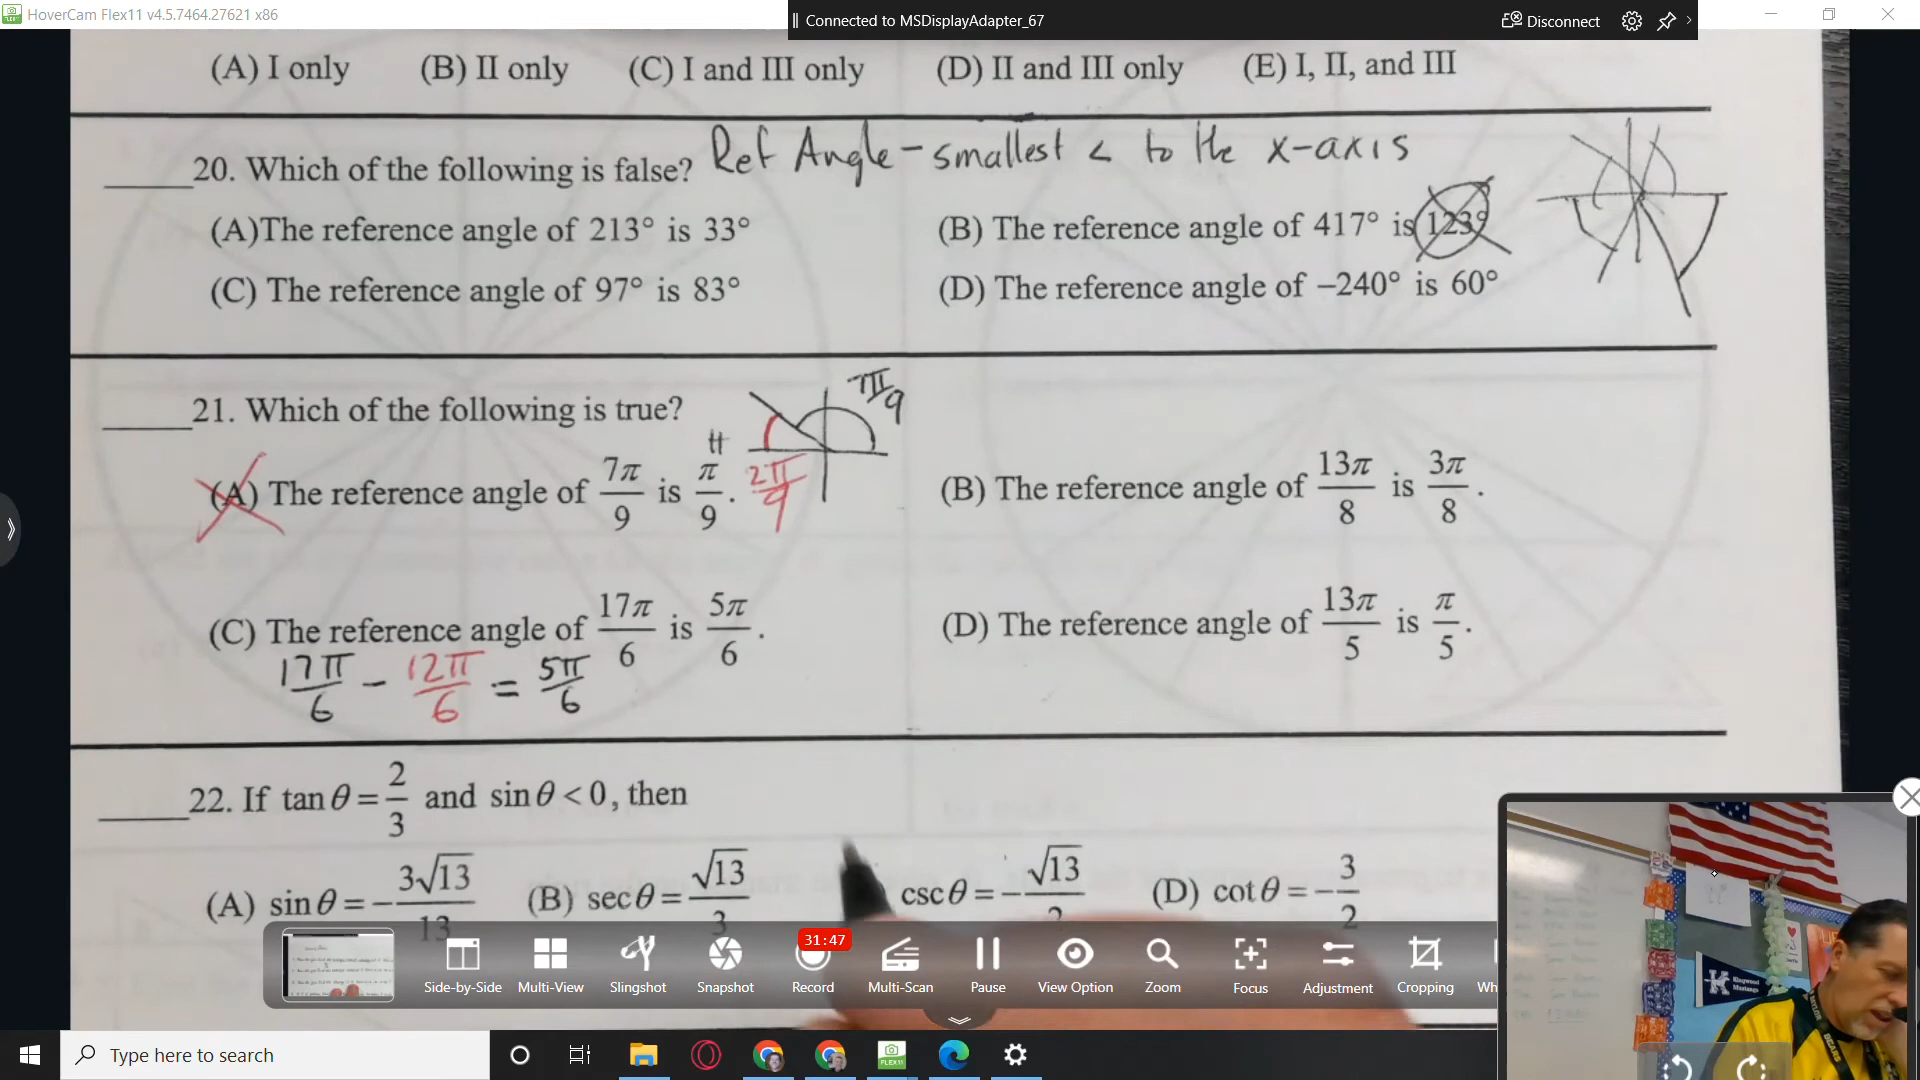 HoverCam Flex11 v4.5.7464.27621 x86
Connected to MSDisplayAdapter_67
Disconnect
(A) I only (B) II only (C) I and III only (D) II and III only (E) I, II, and III
Ref Angle - smallest < to the x-axis
20. Which of the following is false?
(A)The reference angle of 213° is 33°
(B) The reference angle of 417° is 123°
(C) The reference angle of 97° is 83°
(D) The reference angle of −240° is 60°
21. Which of the following is true?
7π/9
(A) The reference angle of 7π/9 is π/9. 2π/9
(B) The reference angle of 13π/8 is 3π/8.
(C) The reference angle of 17π/6 is 5π/6.
(D) The reference angle of 13π/5 is π/5.
17π/6 - 12π/6 = 5π/6
22. If tan θ = 2/3 and sin θ < 0, then
(A) sin θ = −3√13/13 (B) sec θ = √13/3 csc θ = −√13/2 (D) cot θ = −3/2
31:47
Side-by-Side Multi-View Slingshot Snapshot Record Multi-Scan Pause View Option Zoom Focus Adjustment Cropping Wh
K Kingwood
Mustangs
BEARS
Type here to search
FLEX11